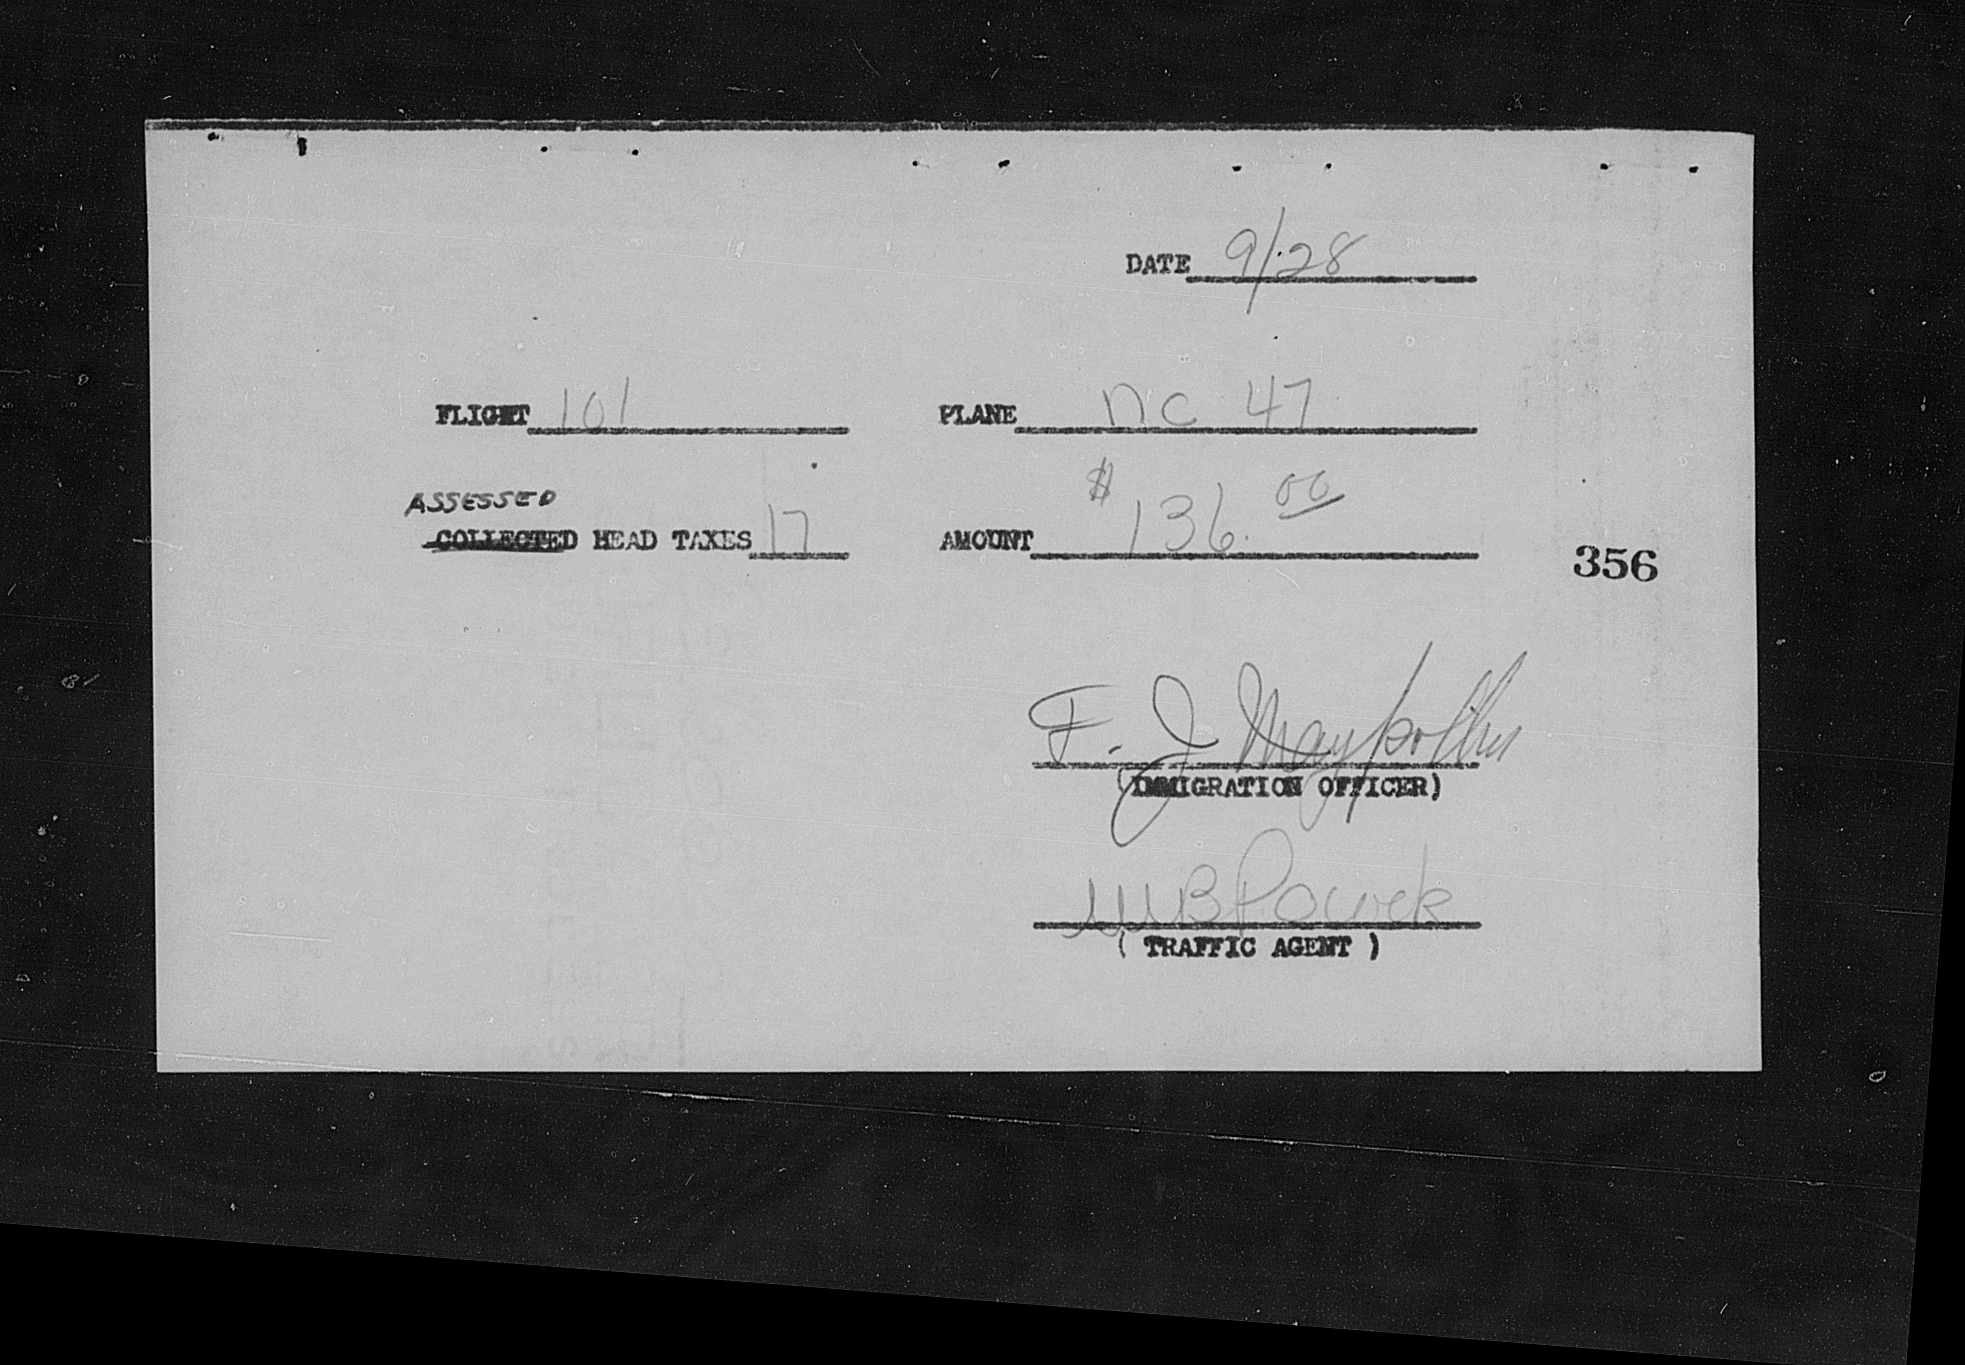 DATE 9/28
FLIGHT 101 PLANE NC 47
ASSESSED
COLLECTED HEAD TAXES 17 AMOUNT $136.00
356
F. J.
(IMMIGRATION OFFICER)
( TRAFFIC AGENT )